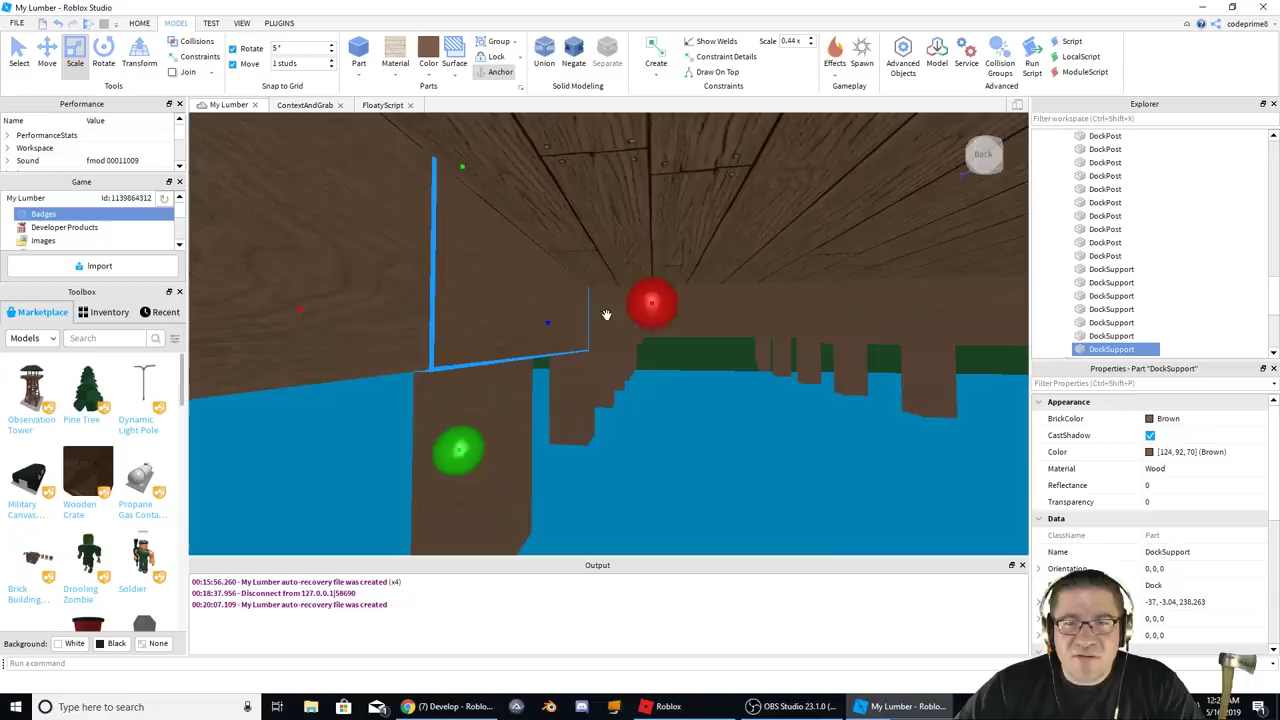 My Lumber - Roblox Studio
FILE HOME MODEL TEST VIEW PLUGINS codeprime8
Select Move Scale Rotate Transform
Collisions
Constraints
Join
Tools
Rotate 5°
Move 1 studs
Snap to Grid
Part Material Color Surface
Group
Lock
Anchor
Parts
Union Negate Separate
Solid Modeling
Create
Show Welds Scale 0.44 x
Constraint Details
Draw On Top
Constraints
Effects Spawn
Gameplay
Advanced Objects Model Service Collision Groups Run Script
Script
LocalScript
ModuleScript
Advanced
Performance
Name Value
PerformanceStats
Workspace
Sound fmod 00011009
Game
My Lumber Id: 1139864312
Badges
Developer Products
Images
Import
Toolbox
Marketplace Inventory Recent
Models Search
Observation Tower
Pine Tree
Dynamic Light Pole
Military Canvas...
Wooden Crate
Propane Gas Conta...
Brick Building...
Drooling Zombie
Soldier
Background: White Black None
My Lumber ContextAndGrab FloatyScript
Back
Output
00:15:56.260 - My Lumber auto-recovery file was created (x4)
00:18:37.956 - Disconnect from 127.0.0.1|58690
00:20:07.109 - My Lumber auto-recovery file was created
Run a command
Explorer
Filter workspace (Ctrl+Shift+X)
DockPost
DockPost
DockPost
DockPost
DockPost
DockPost
DockPost
DockPost
DockPost
DockPost
DockSupport
DockSupport
DockSupport
DockSupport
DockSupport
DockSupport
DockSupport
Properties - Part "DockSupport"
Filter Properties (Ctrl+Shift+P)
Appearance
BrickColor Brown
CastShadow
Color [124, 92, 70] (Brown)
Material Wood
Reflectance 0
Transparency 0
Data
ClassName Part
Name DockSupport
Orientation 0, 0, 0
Dock
-37, -3.04, 238.263
0, 0, 0
0, 0, 0
Type here to search
(7) Develop - Roblo...
Roblox
OBS Studio 23.1.0 (...
My Lumber - Roblo...